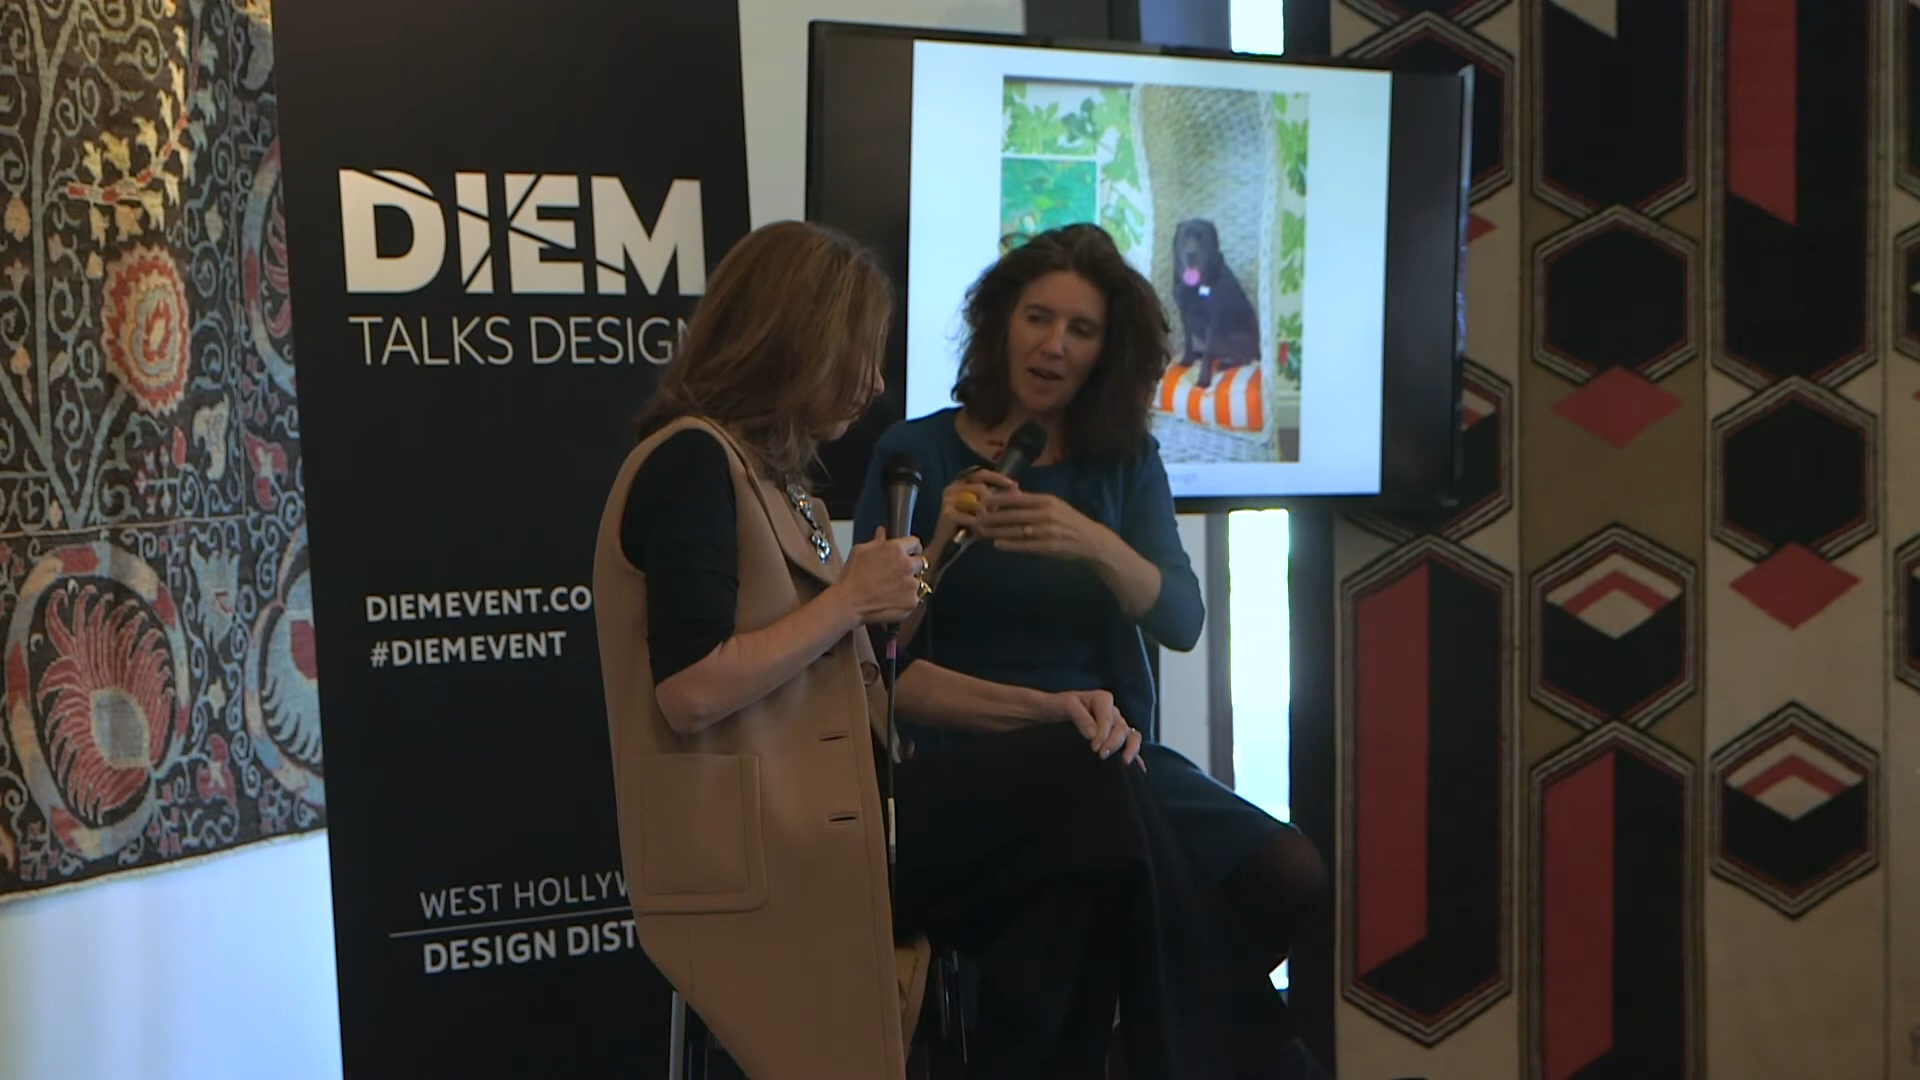 DIEM
TALKS DESIGN
DIEMEVENT.CO
#DIEMEVENT
WEST HOLLYW
DESIGN DIST